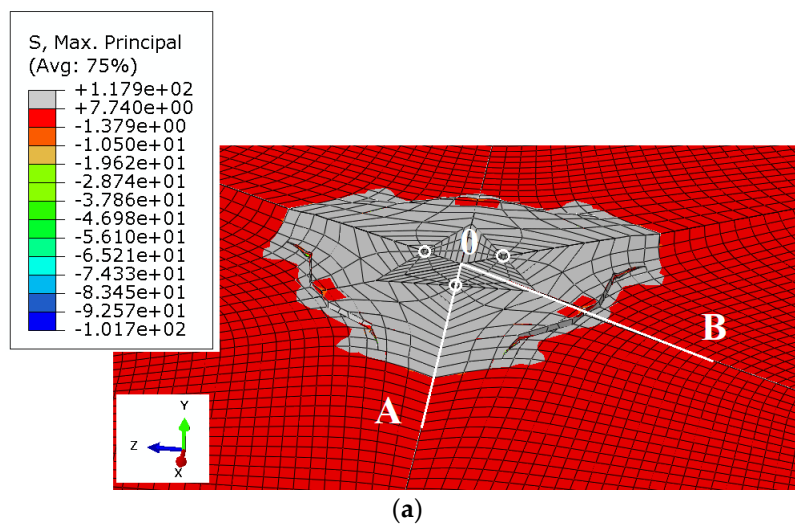 S, Max. Principal
(Avg: 75%)
+1.179e+02
+7.740e+00
-1.379e+00
-1.050e+01
-1.962e+01
-2.874e+01
-3.786e+01
-4.698e+01
-5.610e+01
-6.521e+01
-7.433e+01
-8.345e+01
-9.257e+01
-1.017e+02
0
B
A
Y
Z
X
(a)